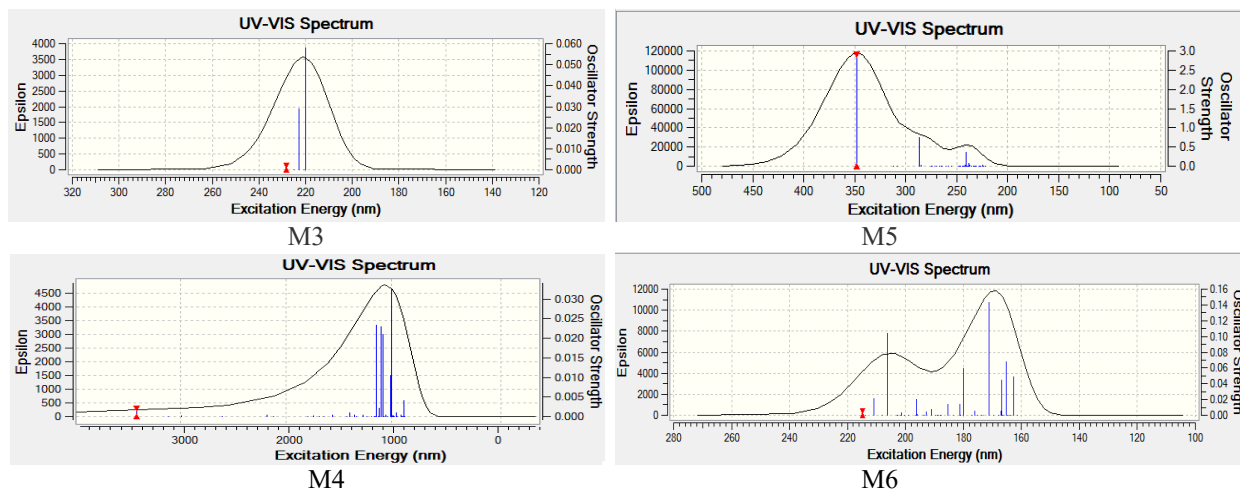 UV-VIS Spectrum
4000
3500
3000
2500
2000
1500
1000
500
0
Epsilon
0.060
0.050
0.040
0.030
0.020
0.010
0.000
Oscillator Strength
320 300 280 260 240 220 200 180 160 140 120
Excitation Energy (nm)
M3
UV-VIS Spectrum
120000
100000
80000
60000
40000
20000
0
Epsilon
3.0
2.5
2.0
1.5
1.0
0.5
0.0
Oscillator
Strength
500 450 400 350 300 250 200 150 100 50
Excitation Energy (nm)
M5
UV-VIS Spectrum
4500
4000
3500
3000
2500
2000
1500
1000
500
0
Epsilon
0.030
0.025
0.020
0.015
0.010
0.005
0.000
Oscillator Strength
3000 2000 1000 0
Excitation Energy (nm)
M4
UV-VIS Spectrum
12000
10000
8000
6000
4000
2000
0
Epsilon
0.16
0.14
0.12
0.10
0.08
0.06
0.04
0.02
0.00
Oscillator Strength
280 260 240 220 200 180 160 140 120 100
Excitation Energy (nm)
M6